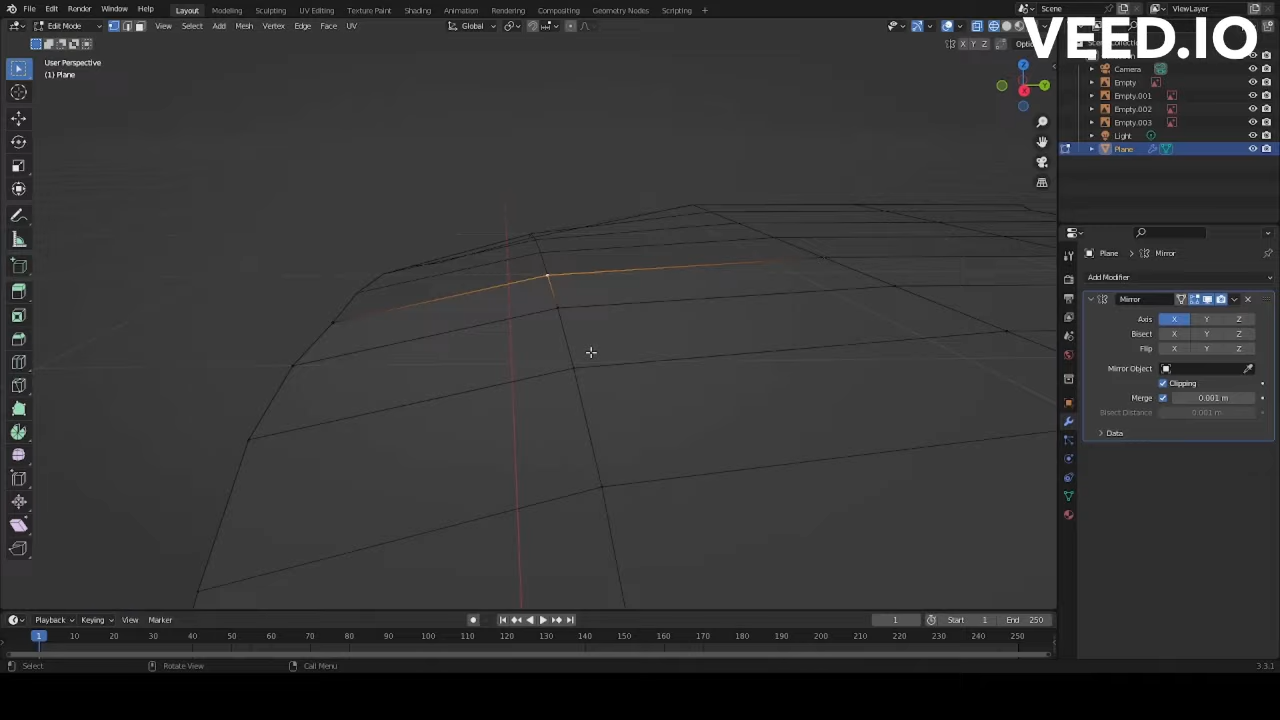 File Edit Render Window Help Layout Modeling Sculpting UV Editing Texture Paint Shading Animation Rendering Compositing Geometry Nodes Scripting + Scene ViewLayer
Edit Mode View Select Add Mesh Vertex Edge Face UV Global
VEED.IO
X Y Z
User Perspective
(1) Plane
Z
Y
X
Camera
Empty
Empty.001
Empty.002
Empty.003
Light
Plane
Plane Mirror
Add Modifier
Mirror
Axis X Y Z
Bisect X Y Z
Flip X Y Z
Mirror Object
Clipping
Merge 0.001 m
Bisect Distance 0.001 m
Data
Playback Keying View Marker 1 Start 1 End 250
1 10 20 30 40 50 60 70 80 90 100 110 120 130 140 150 160 170 180 190 200 210 220 230 240 250
Select Rotate View Call Menu 3.3.1